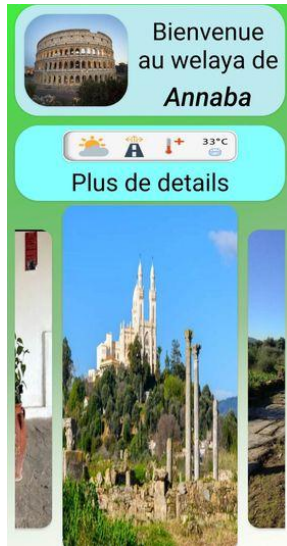 Bienvenue
au welaya de
Annaba
33°C
Plus de details